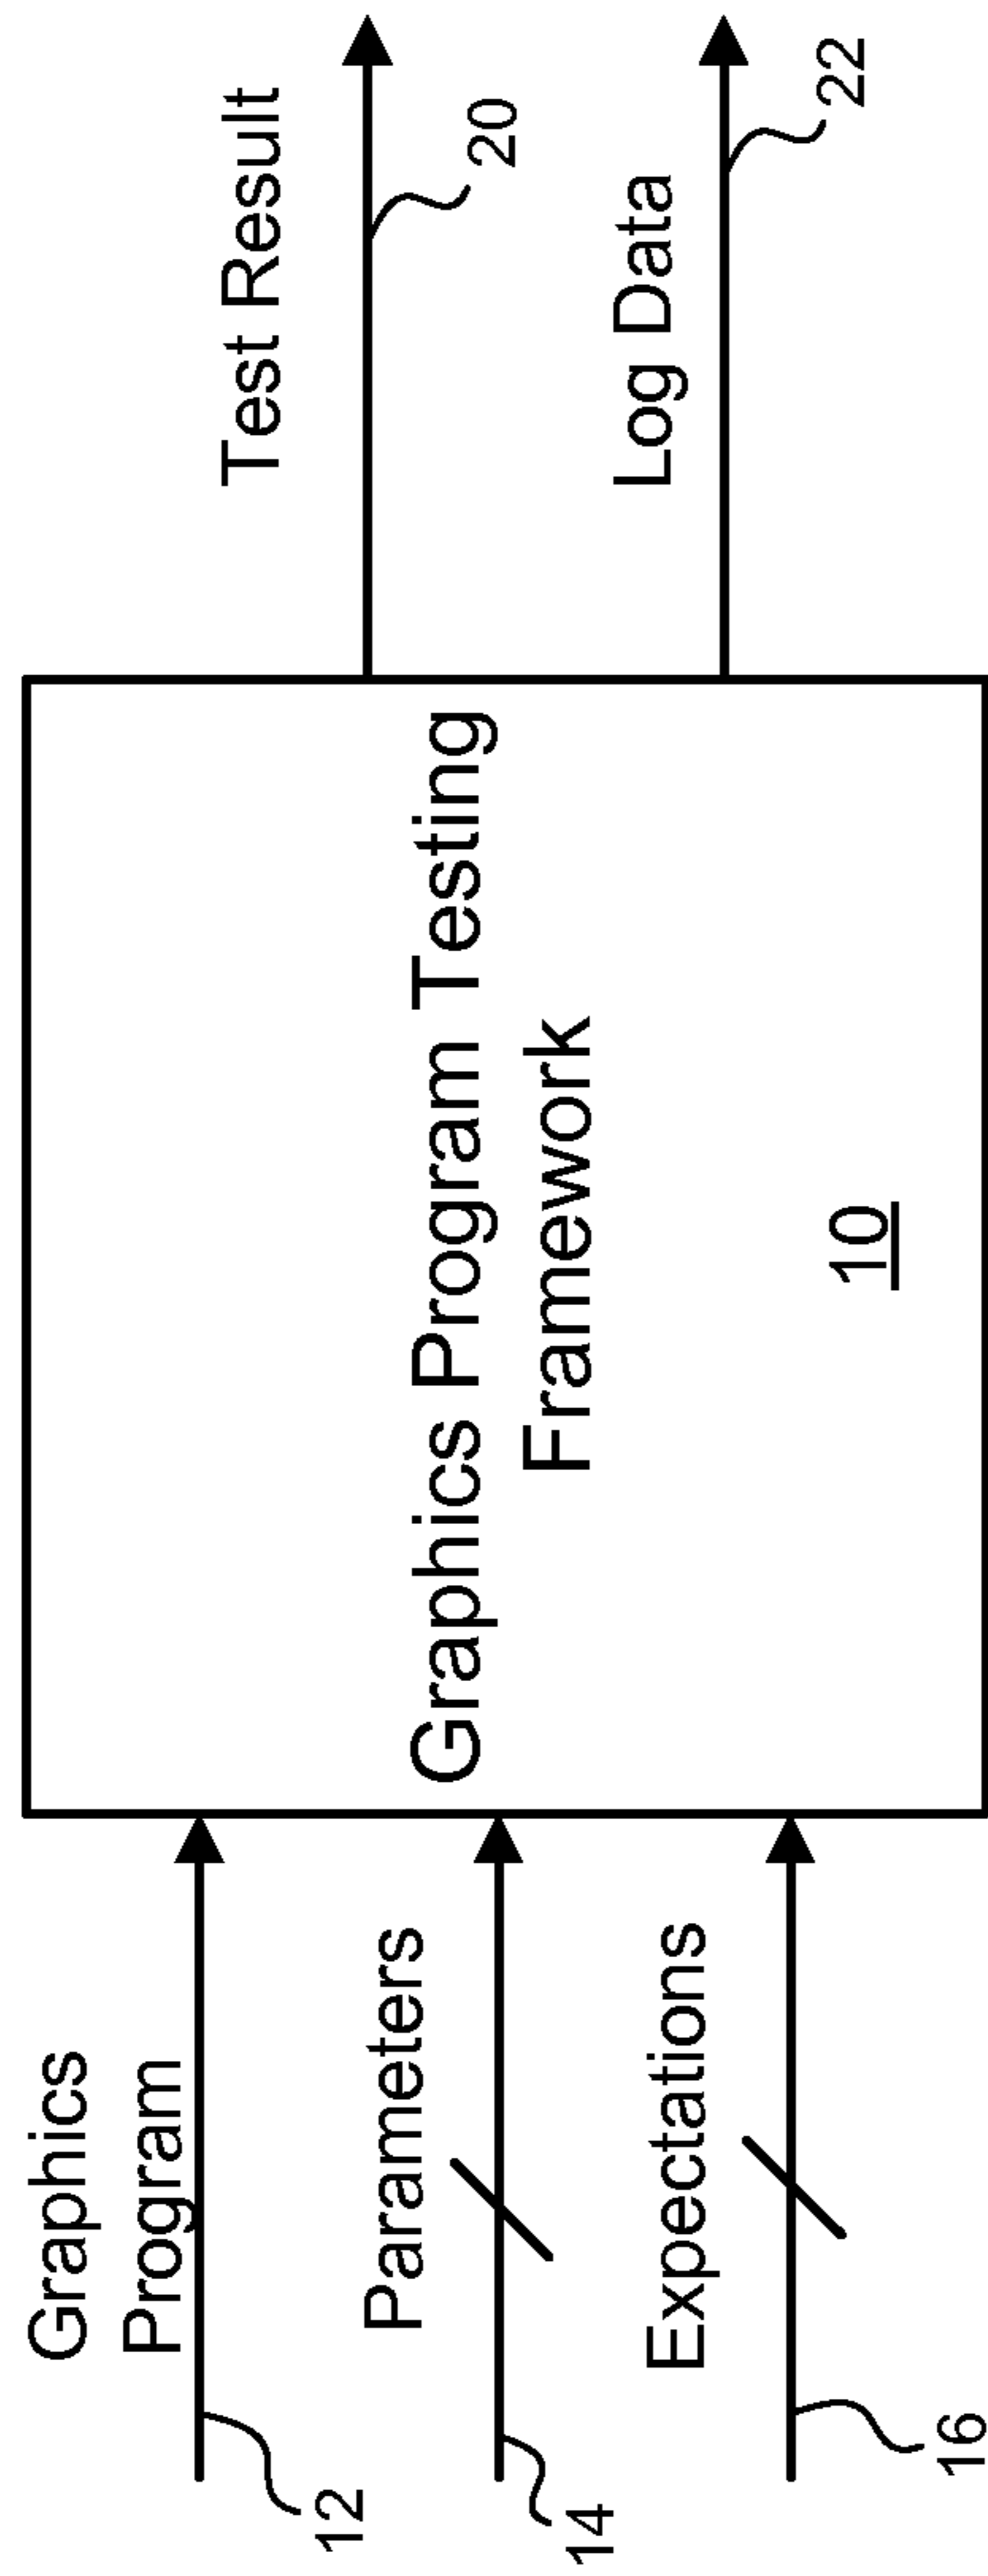 Graphics
Program
12
Parameters
14
Expectations
16
Graphics Program Testing
Framework
10
Test Result
20
Log Data
22